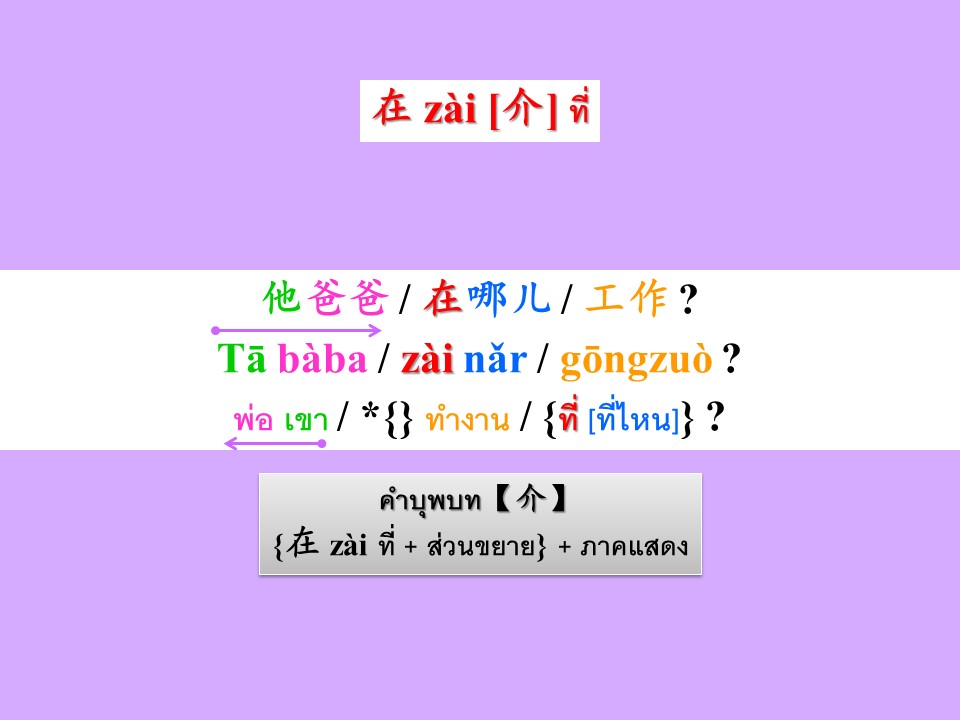 在 zài [介] ที่
他爸爸 / 在哪儿 / 工作 ?
Tā bàba / zài nǎr / gōngzuò ?
พ่อ เขา / *{} ทำงาน / {ที่ [ที่ไหน]} ?
คำบุพบท【介】
{在 zài ที่ + ส่วนขยาย} + ภาคแสดง